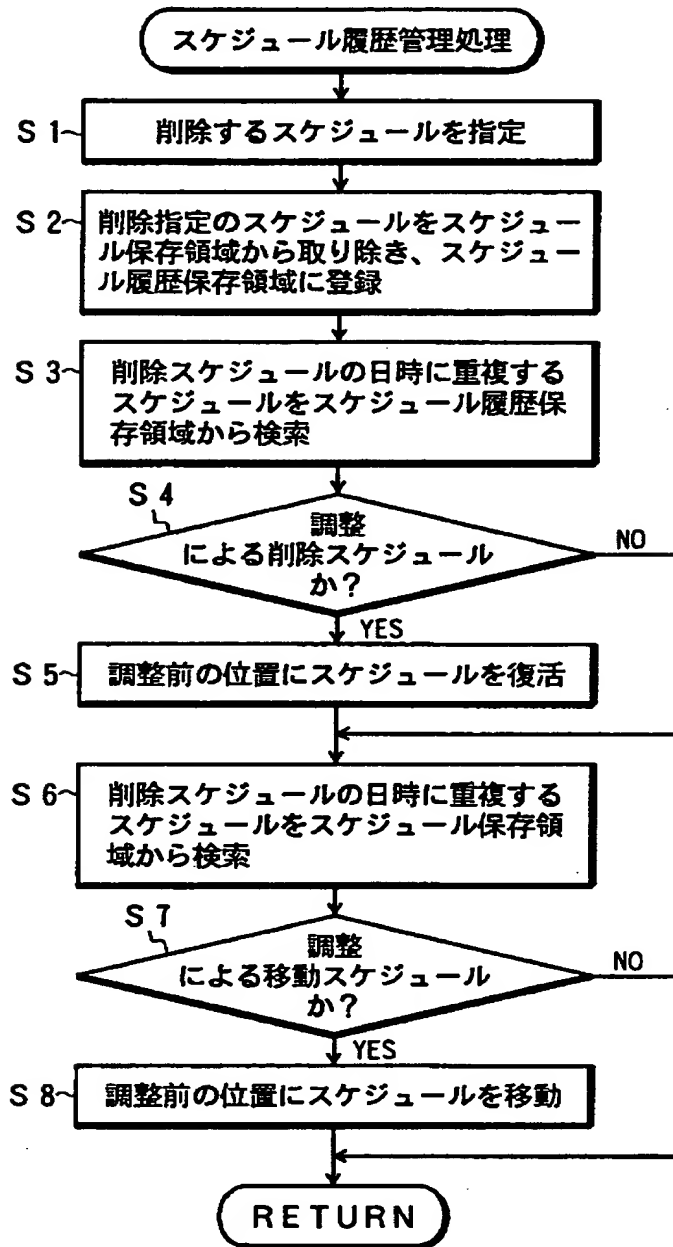 スケジュール履歴管理処理
S1
削除するスケジュールを指定
S2
削除指定のスケジュールをスケジュー
ル保存領域から取り除き、スケジュー
ル履歴保存領域に登録
S3
削除スケジュールの日時に重複する
スケジュールをスケジュール履歴保
存領域から検索
S4
調整
による削除スケジュール
か?
NO
YES
S5
調整前の位置にスケジュールを復活
S6
削除スケジュールの日時に重複する
スケジュールをスケジュール保存領
域から検索
S7
調整
による移動スケジュール
か?
NO
YES
S8
調整前の位置にスケジュールを移動
RETURN